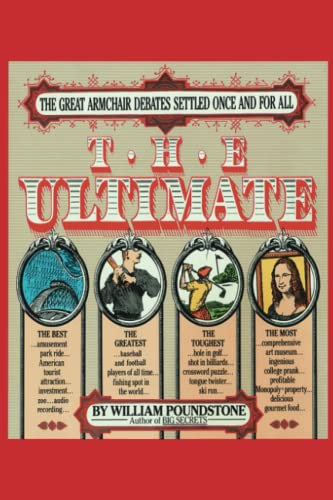 THE GREAT ARMCHAIR DEBATES SETTLED ONCE AND FOR ALL
T·H·E
ULTIMATE
THE BEST
...amusement
park ride...
American
tourist
attraction...
investment...
zoo...audio
recording...
THE
GREATEST
...baseball
and football
players of all time...
fishing spot in
the world...
THE
TOUGHEST
...hole in golf...
shot in billiards...
crossword puzzle...
tongue twister...
ski run...
THE MOST
...comprehensive
art museum...
ingenious
college prank...
profitable
Monopoly property...
delicious
gourmet food...
BY WILLIAM POUNDSTONE
Author of BIG SECRETS